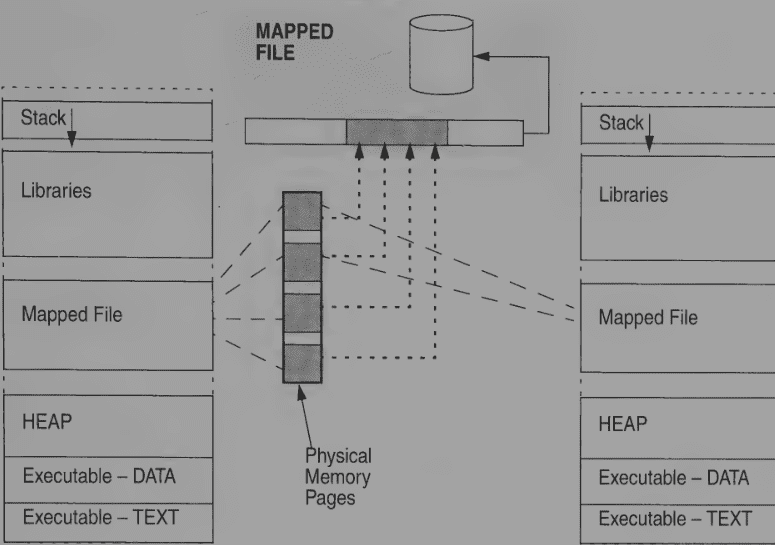 MAPPED
FILE
Stack
Libraries
Mapped File
HEAP
Executable – DATA
Executable – TEXT
Physical
Memory
Pages
Stack
Libraries
Mapped File
HEAP
Executable – DATA
Executable – TEXT